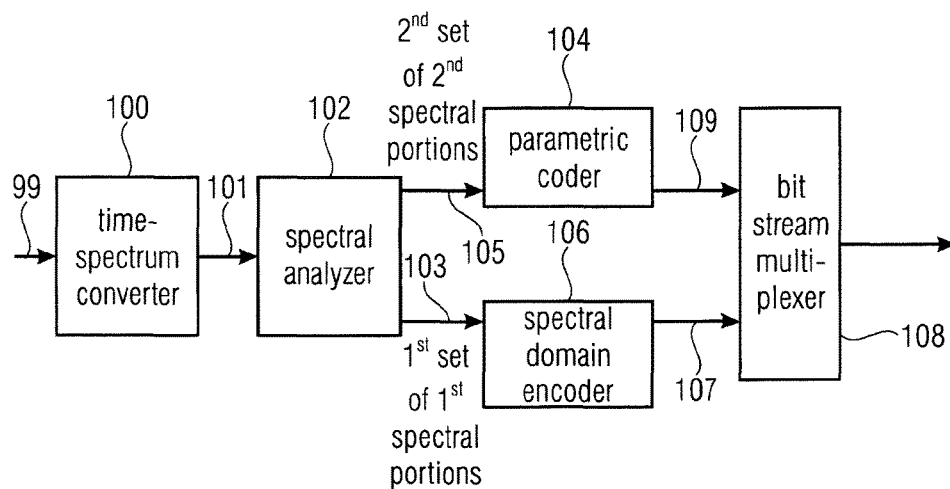 2nd set
of 2nd
spectral
portions
104
100
102
109
99
101
parametric
coder
time-
spectrum
converter
spectral
analyzer
105
106
103
bit
stream
multi-
plexer
1st set
of 1st
spectral
portions
spectral
domain
encoder
107
108